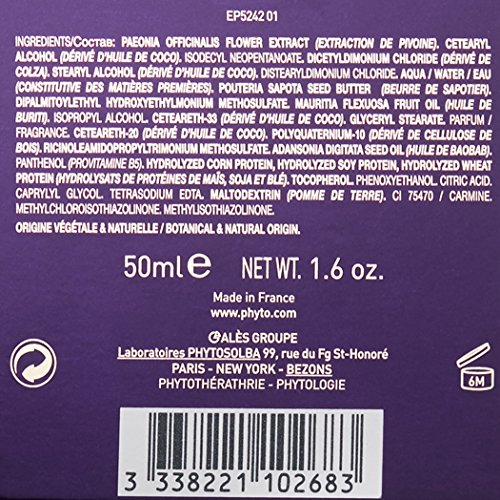 EP5242 01
INGREDIENTS/Состав: PAEONIA OFFICINALIS FLOWER EXTRACT (EXTRACTION DE PIVOINE). CETEARYL
ALCOHOL (DÉRIVÉ D'HUILE DE COCO). ISODECYL NEOPENTANOATE. DICETYLDIMONIUM CHLORIDE (DÉRIVÉ DE
COLZA). STEARYL ALCOHOL (DÉRIVÉ D'HUILE DE COCO). DISTEARYLDIMONIUM CHLORIDE. AQUA / WATER / EAU
(CONSTITUTIVE DES MATIÈRES PREMIÈRES). POUTERIA SAPOTA SEED BUTTER (BEURRE DE SAPOTIER).
DIPALMITOYLETHYL HYDROXYETHYLMONIUM METHOSULFATE. MAURITIA FLEXUOSA FRUIT OIL (HUILE DE
BURITI). ISOPROPYL ALCOHOL. CETEARETH-33 (DÉRIVÉ D'HUILE DE COCO). GLYCERYL STEARATE. PARFUM /
FRAGRANCE. CETEARETH-20 (DÉRIVÉ D'HUILE DE COCO). POLYQUATERNIUM-10 (DÉRIVÉ DE CELLULOSE DE
BOIS). RICINOLEAMIDOPROPYLTRIMONIUM METHOSULFATE. ADANSONIA DIGITATA SEED OIL (HUILE DE BAOBAB).
PANTHENOL (PROVITAMINE B5). HYDROLYZED CORN PROTEIN, HYDROLYZED SOY PROTEIN, HYDROLYZED WHEAT
PROTEIN (HYDROLYSATS DE PROTÉINES DE MAÏS, SOJA ET BLÉ). TOCOPHEROL. PHENOXYETHANOL. CITRIC ACID.
CAPRYLYL GLYCOL. TETRASODIUM EDTA. MALTODEXTRIN (POMME DE TERRE). CI 75470 / CARMINE.
METHYLCHLOROISOTHIAZOLINONE. METHYLISOTHIAZOLINONE.
ORIGINE VÉGÉTALE & NATURELLE / BOTANICAL & NATURAL ORIGIN.
50ml e NET WT. 1.6 oz.
Made in France
www.phyto.com
ALÈS GROUPE
Laboratoires PHYTOSOLBA 99, rue du Fg St-Honoré
PARIS - NEW YORK - BEZONS
PHYTOTHÉRATHRIE - PHYTOLOGIE
6M
3 338221 102683